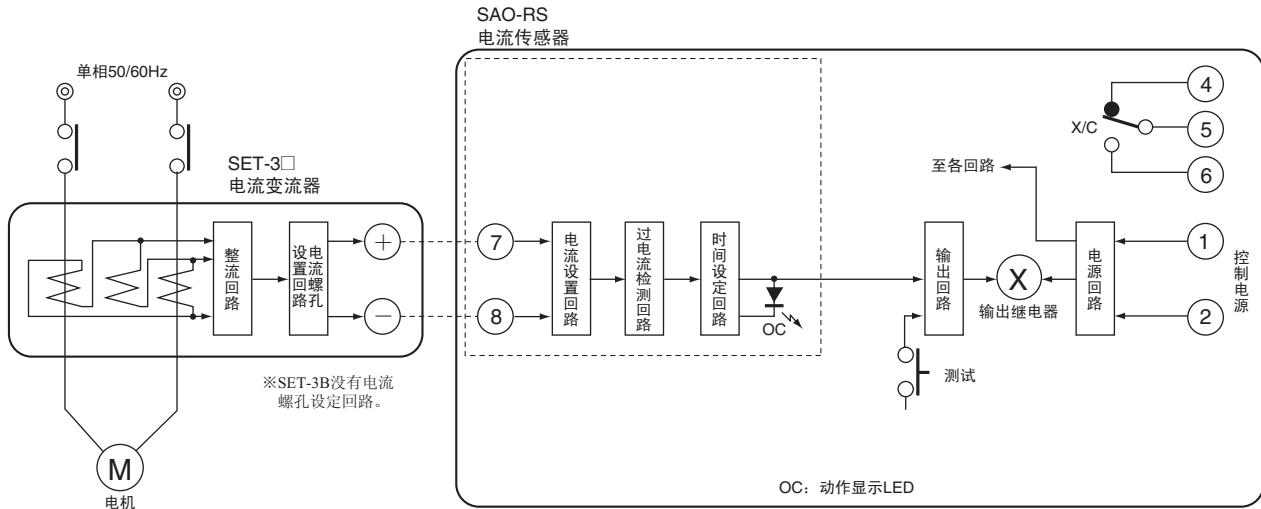 SAO-RS
电流传感器
单相50/60Hz
SET-3□
电流变流器
整流回路
电流螺孔
设置回路
+
−
7
8
电流设置回路
过电流检测回路
时间设定回路
OC
至各回路
X/C
4
5
6
输出回路
X
输出继电器
电源回路
1
2
控制电源
测试
※SET-3B没有电流
螺孔设定回路。
M
电机
OC：动作显示LED